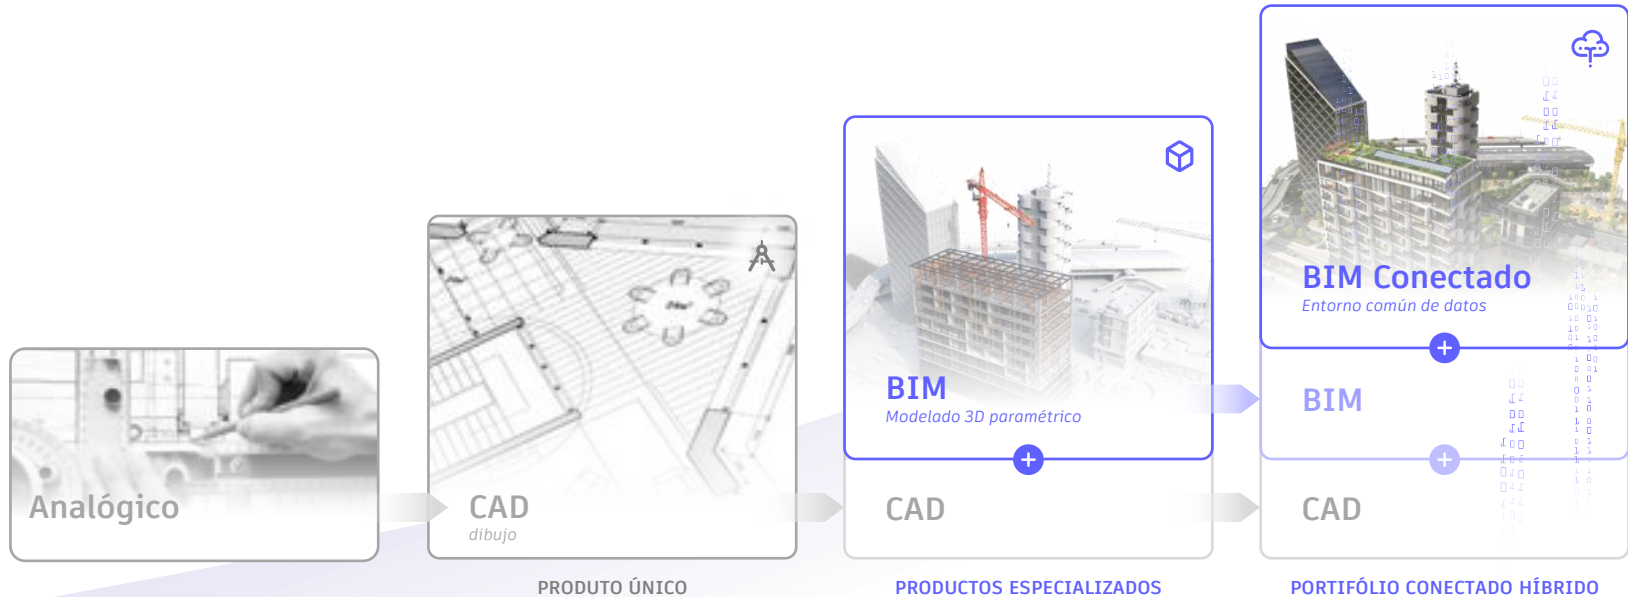 Analógico
CAD
dibujo
PRODUTO ÚNICO
BIM
Modelado 3D paramétrico
+
CAD
PRODUCTOS ESPECIALIZADOS
BIM Conectado
Entorno común de datos
+
BIM
+
CAD
PORTIFÓLIO CONECTADO HÍBRIDO